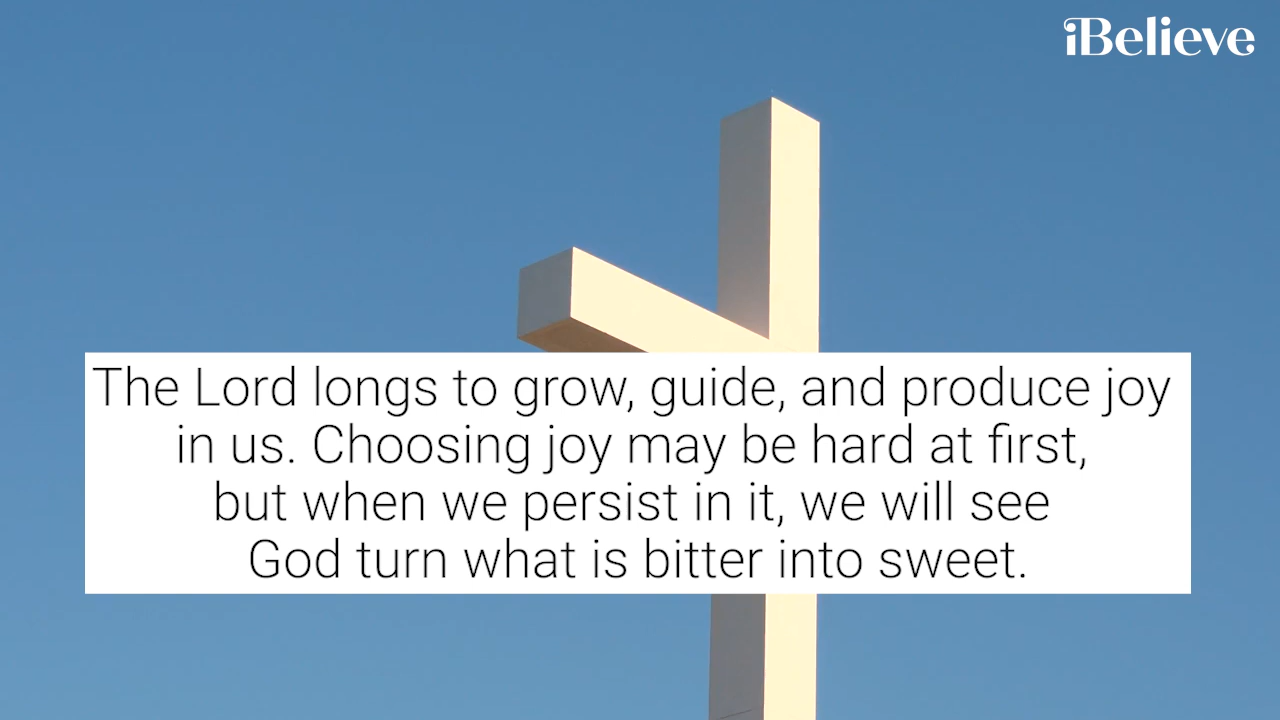 iBelieve
The Lord longs to grow, guide, and produce joy
in us. Choosing joy may be hard at first,
but when we persist in it, we will see
God turn what is bitter into sweet.